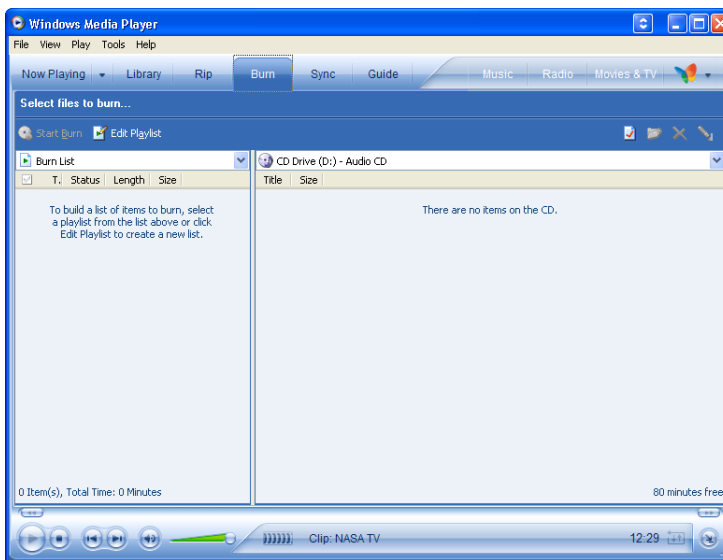 Windows Media Player
File View Play Tools Help
Now Playing Library Rip Burn Sync Guide Music Radio Movies & TV
Select files to burn...
Start Burn Edit Playlist
Burn List CD Drive (D:) - Audio CD
T. Status Length Size Title Size
To build a list of items to burn, select
a playlist from the list above or click
Edit Playlist to create a new list.
There are no items on the CD.
0 Item(s), Total Time: 0 Minutes 80 minutes free
Clip: NASA TV 12:29